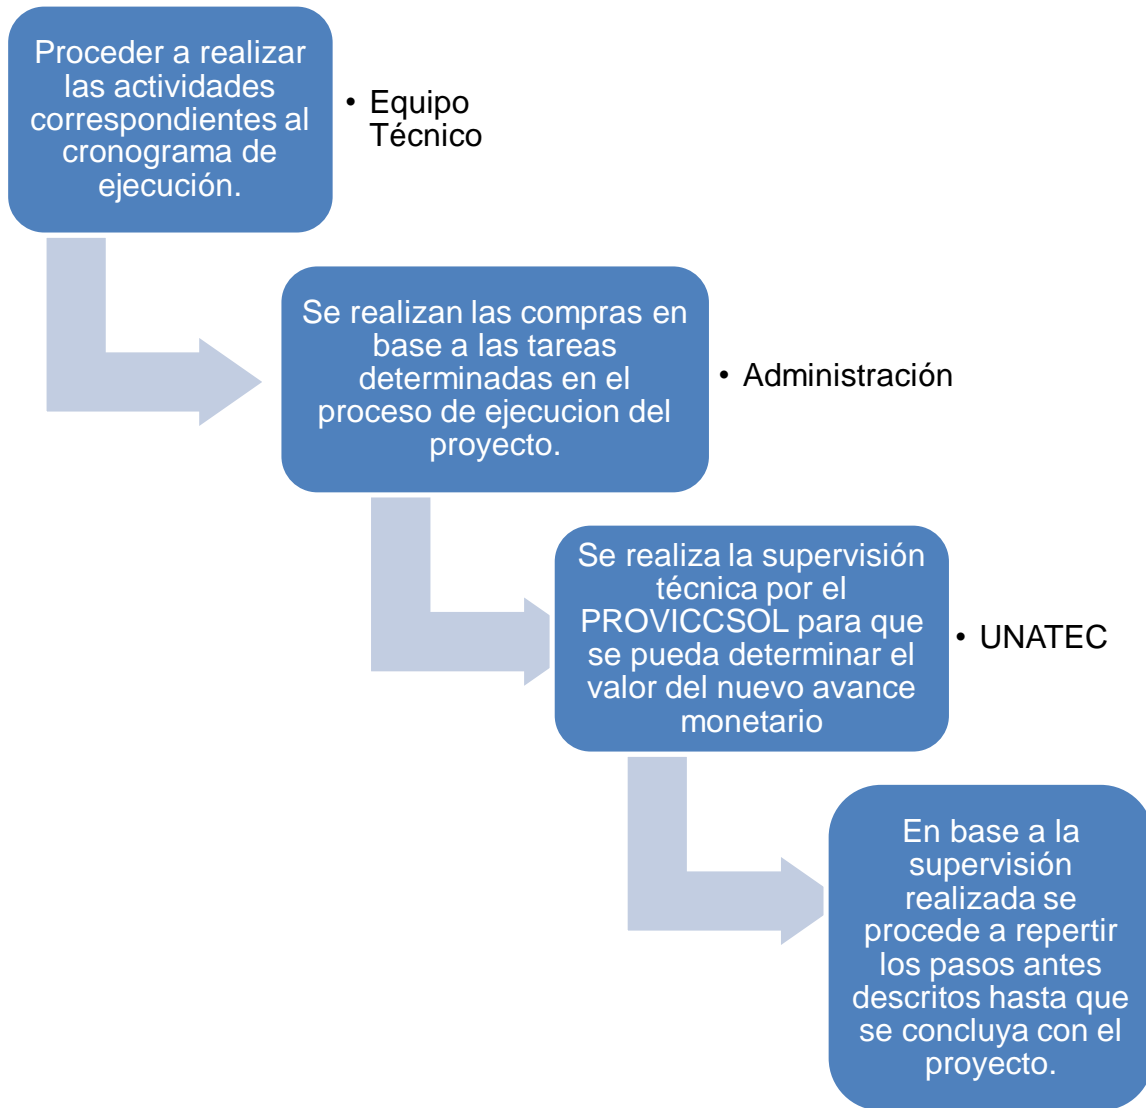 Proceder a realizar
las actividades
correspondientes al
cronograma de
ejecución.
• Equipo
Técnico
Se realizan las compras en
base a las tareas
determinadas en el
proceso de ejecucion del
proyecto.
• Administración
Se realiza la supervisión
técnica por el
PROVICCSOL para que
se pueda determinar el
valor del nuevo avance
monetario
• UNATEC
En base a la
supervisión
realizada se
procede a repertir
los pasos antes
descritos hasta que
se concluya con el
proyecto.